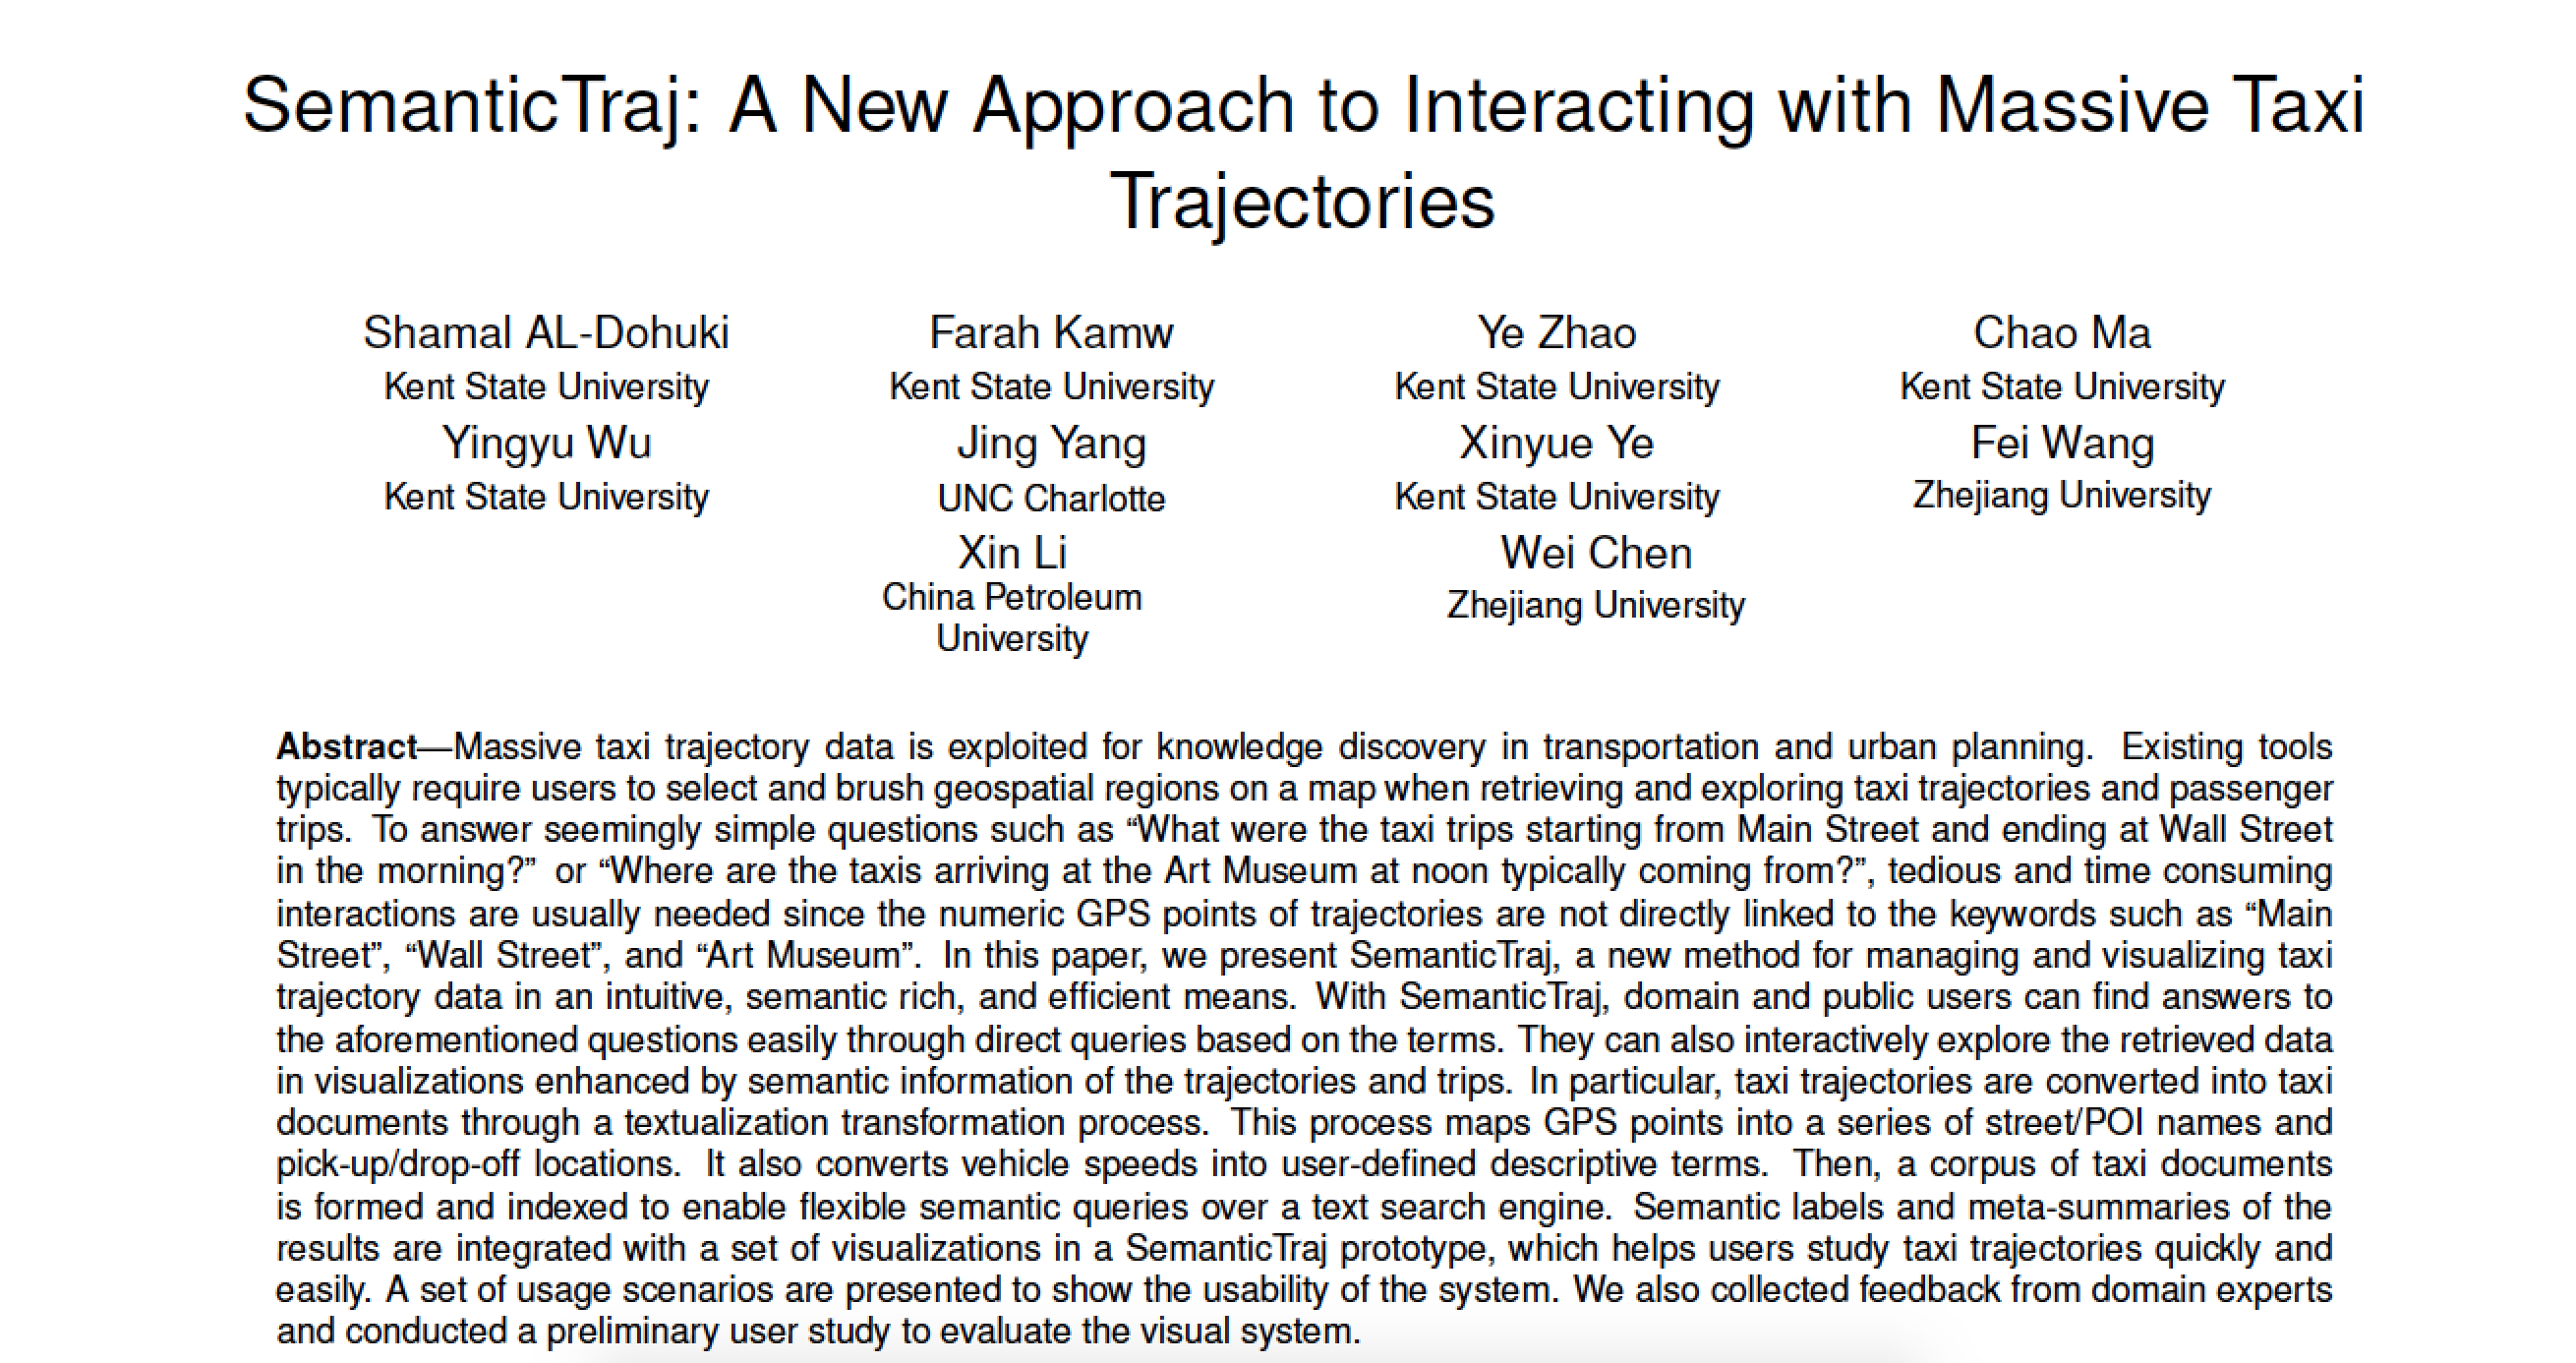 SemanticTraj: A New Approach to Interacting with Massive Taxi
Trajectories
Shamal AL-Dohuki Farah Kamw Ye Zhao Chao Ma
Kent State University Kent State University Kent State University Kent State University
Yingyu Wu Jing Yang Xinyue Ye Fei Wang
Kent State University UNC Charlotte Kent State University Zhejiang University
Xin Li Wei Chen
China Petroleum Zhejiang University
University
Abstract—Massive taxi trajectory data is exploited for knowledge discovery in transportation and urban planning. Existing tools
typically require users to select and brush geospatial regions on a map when retrieving and exploring taxi trajectories and passenger
trips. To answer seemingly simple questions such as “What were the taxi trips starting from Main Street and ending at Wall Street
in the morning?” or “Where are the taxis arriving at the Art Museum at noon typically coming from?”, tedious and time consuming
interactions are usually needed since the numeric GPS points of trajectories are not directly linked to the keywords such as “Main
Street”, “Wall Street”, and “Art Museum”. In this paper, we present SemanticTraj, a new method for managing and visualizing taxi
trajectory data in an intuitive, semantic rich, and efficient means. With SemanticTraj, domain and public users can find answers to
the aforementioned questions easily through direct queries based on the terms. They can also interactively explore the retrieved data
in visualizations enhanced by semantic information of the trajectories and trips. In particular, taxi trajectories are converted into taxi
documents through a textualization transformation process. This process maps GPS points into a series of street/POI names and
pick-up/drop-off locations. It also converts vehicle speeds into user-defined descriptive terms. Then, a corpus of taxi documents
is formed and indexed to enable flexible semantic queries over a text search engine. Semantic labels and meta-summaries of the
results are integrated with a set of visualizations in a SemanticTraj prototype, which helps users study taxi trajectories quickly and
easily. A set of usage scenarios are presented to show the usability of the system. We also collected feedback from domain experts
and conducted a preliminary user study to evaluate the visual system.